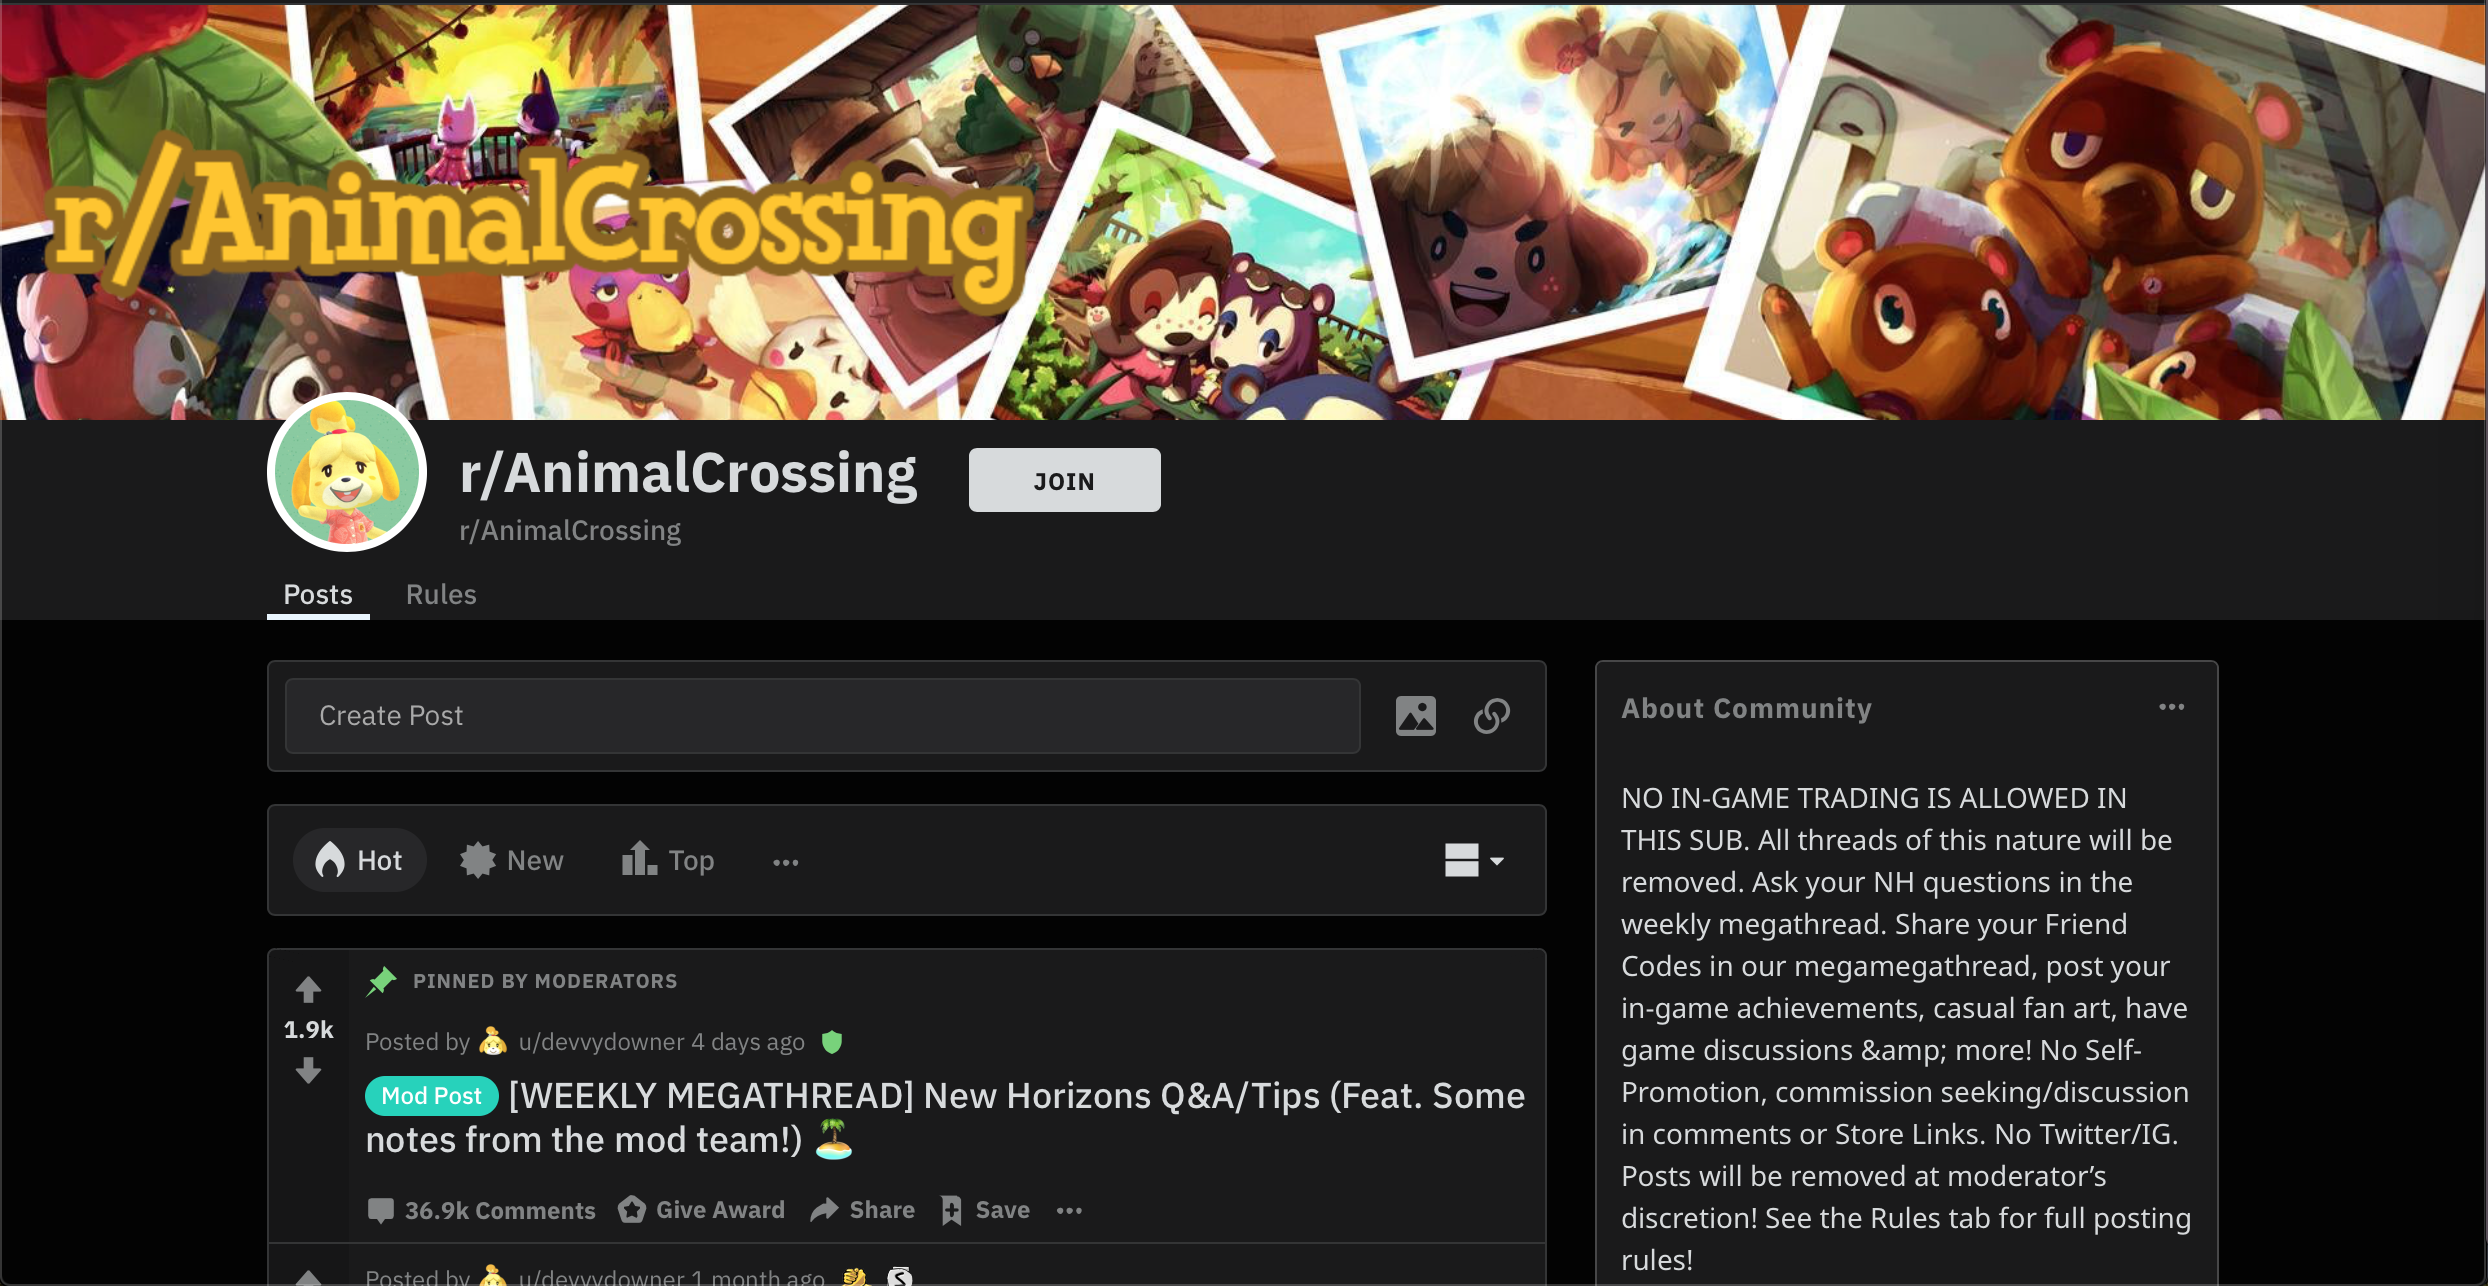 r/AnimalCrossing
r/AnimalCrossing
JOIN
r/AnimalCrossing
Posts
Rules
Create Post
Hot
New
Top
PINNED BY MODERATORS
1.9k
Posted by u/devvydowner 4 days ago
Mod Post [WEEKLY MEGATHREAD] New Horizons Q&A/Tips (Feat. Some
notes from the mod team!)
36.9k Comments
Give Award
Share
Save
Posted by u/devvydowner 1 month ago
About Community
NO IN-GAME TRADING IS ALLOWED IN
THIS SUB. All threads of this nature will be
removed. Ask your NH questions in the
weekly megathread. Share your Friend
Codes in our megamegathread, post your
in-game achievements, casual fan art, have
game discussions &amp; more! No Self-
Promotion, commission seeking/discussion
in comments or Store Links. No Twitter/IG.
Posts will be removed at moderator’s
discretion! See the Rules tab for full posting
rules!